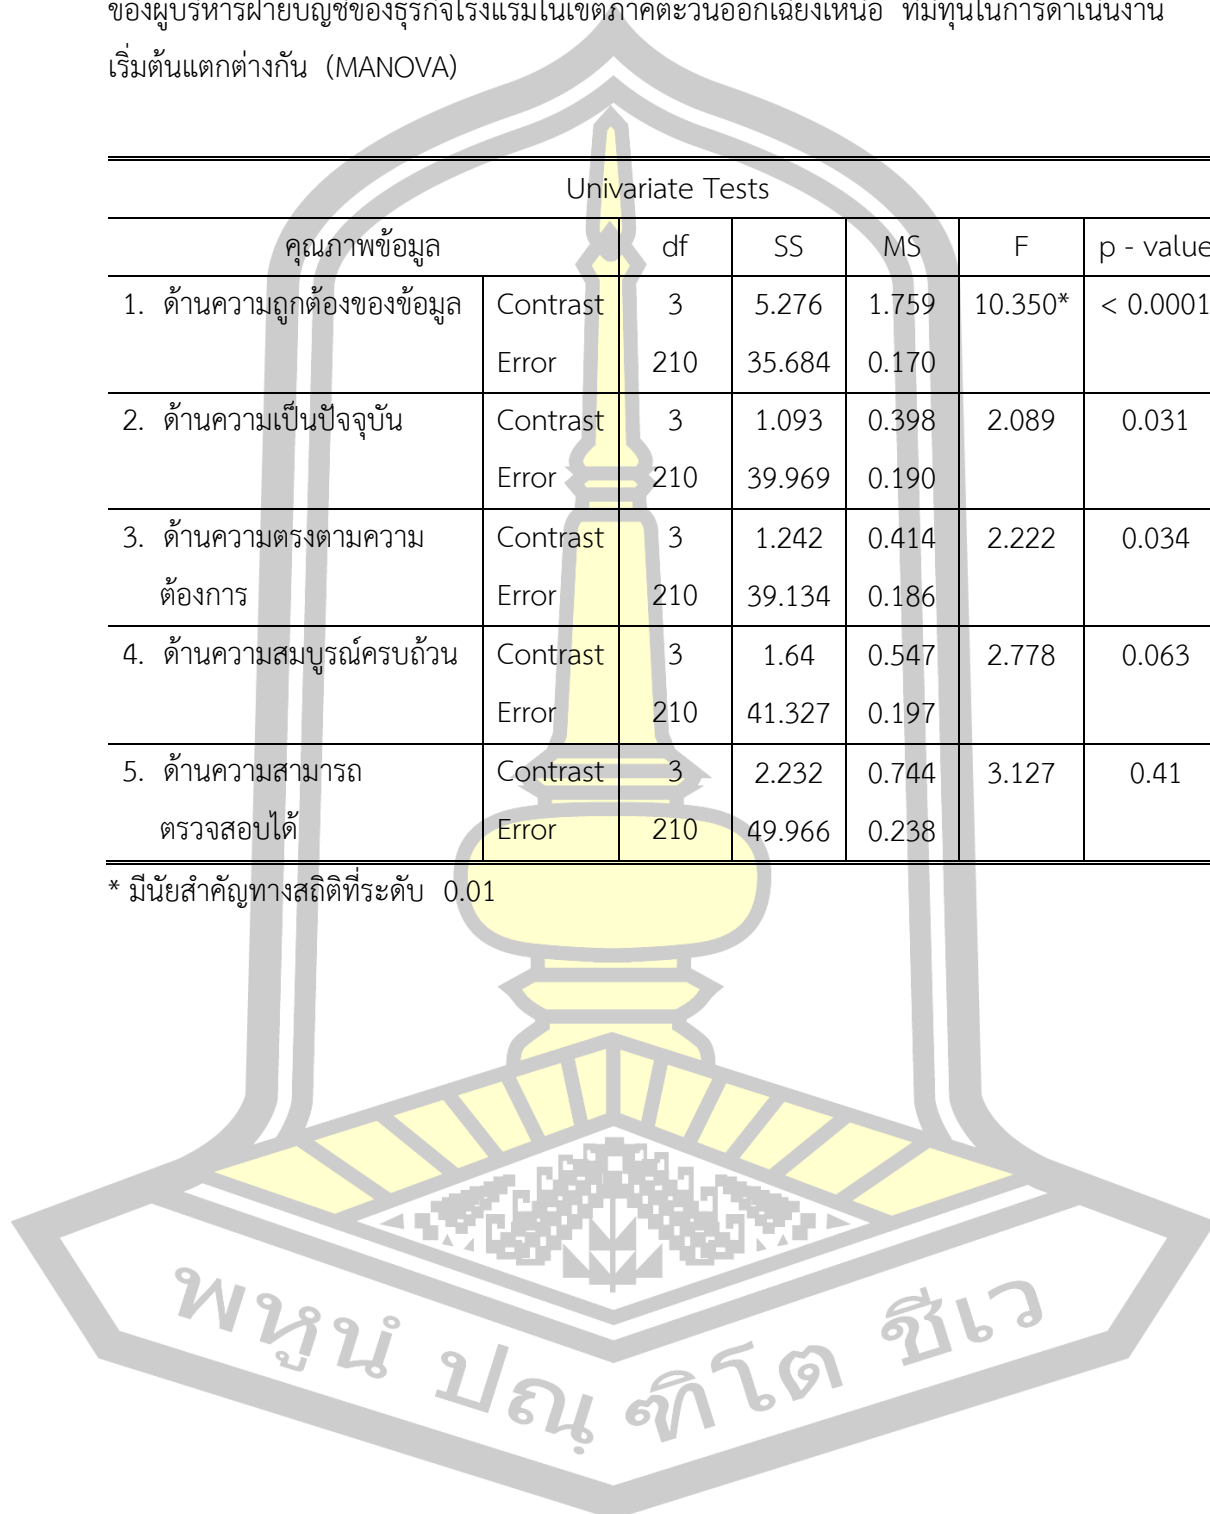 ของผู้บริหารฝ่ายบัญชีของธุรกิจโรงแรมในเขตภาคตะวันออกเฉียงเหนือ ที่มีทุนในการดำเนินงาน
เริ่มต้นแตกต่างกัน (MANOVA)
Univariate Tests
คุณภาพข้อมูล df SS MS F p - value
1. ด้านความถูกต้องของข้อมูล Contrast 3 5.276 1.759 10.350* < 0.0001
Error 210 35.684 0.170
2. ด้านความเป็นปัจจุบัน Contrast 3 1.093 0.398 2.089 0.031
Error 210 39.969 0.190
3. ด้านความตรงตามความ Contrast 3 1.242 0.414 2.222 0.034
ต้องการ Error 210 39.134 0.186
4. ด้านความสมบูรณ์ครบถ้วน Contrast 3 1.64 0.547 2.778 0.063
Error 210 41.327 0.197
5. ด้านความสามารถ Contrast 3 2.232 0.744 3.127 0.41
ตรวจสอบได้ Error 210 49.966 0.238
* มีนัยสำคัญทางสถิติที่ระดับ 0.01
พหูนํ ปณฺฑิโต ชีเว